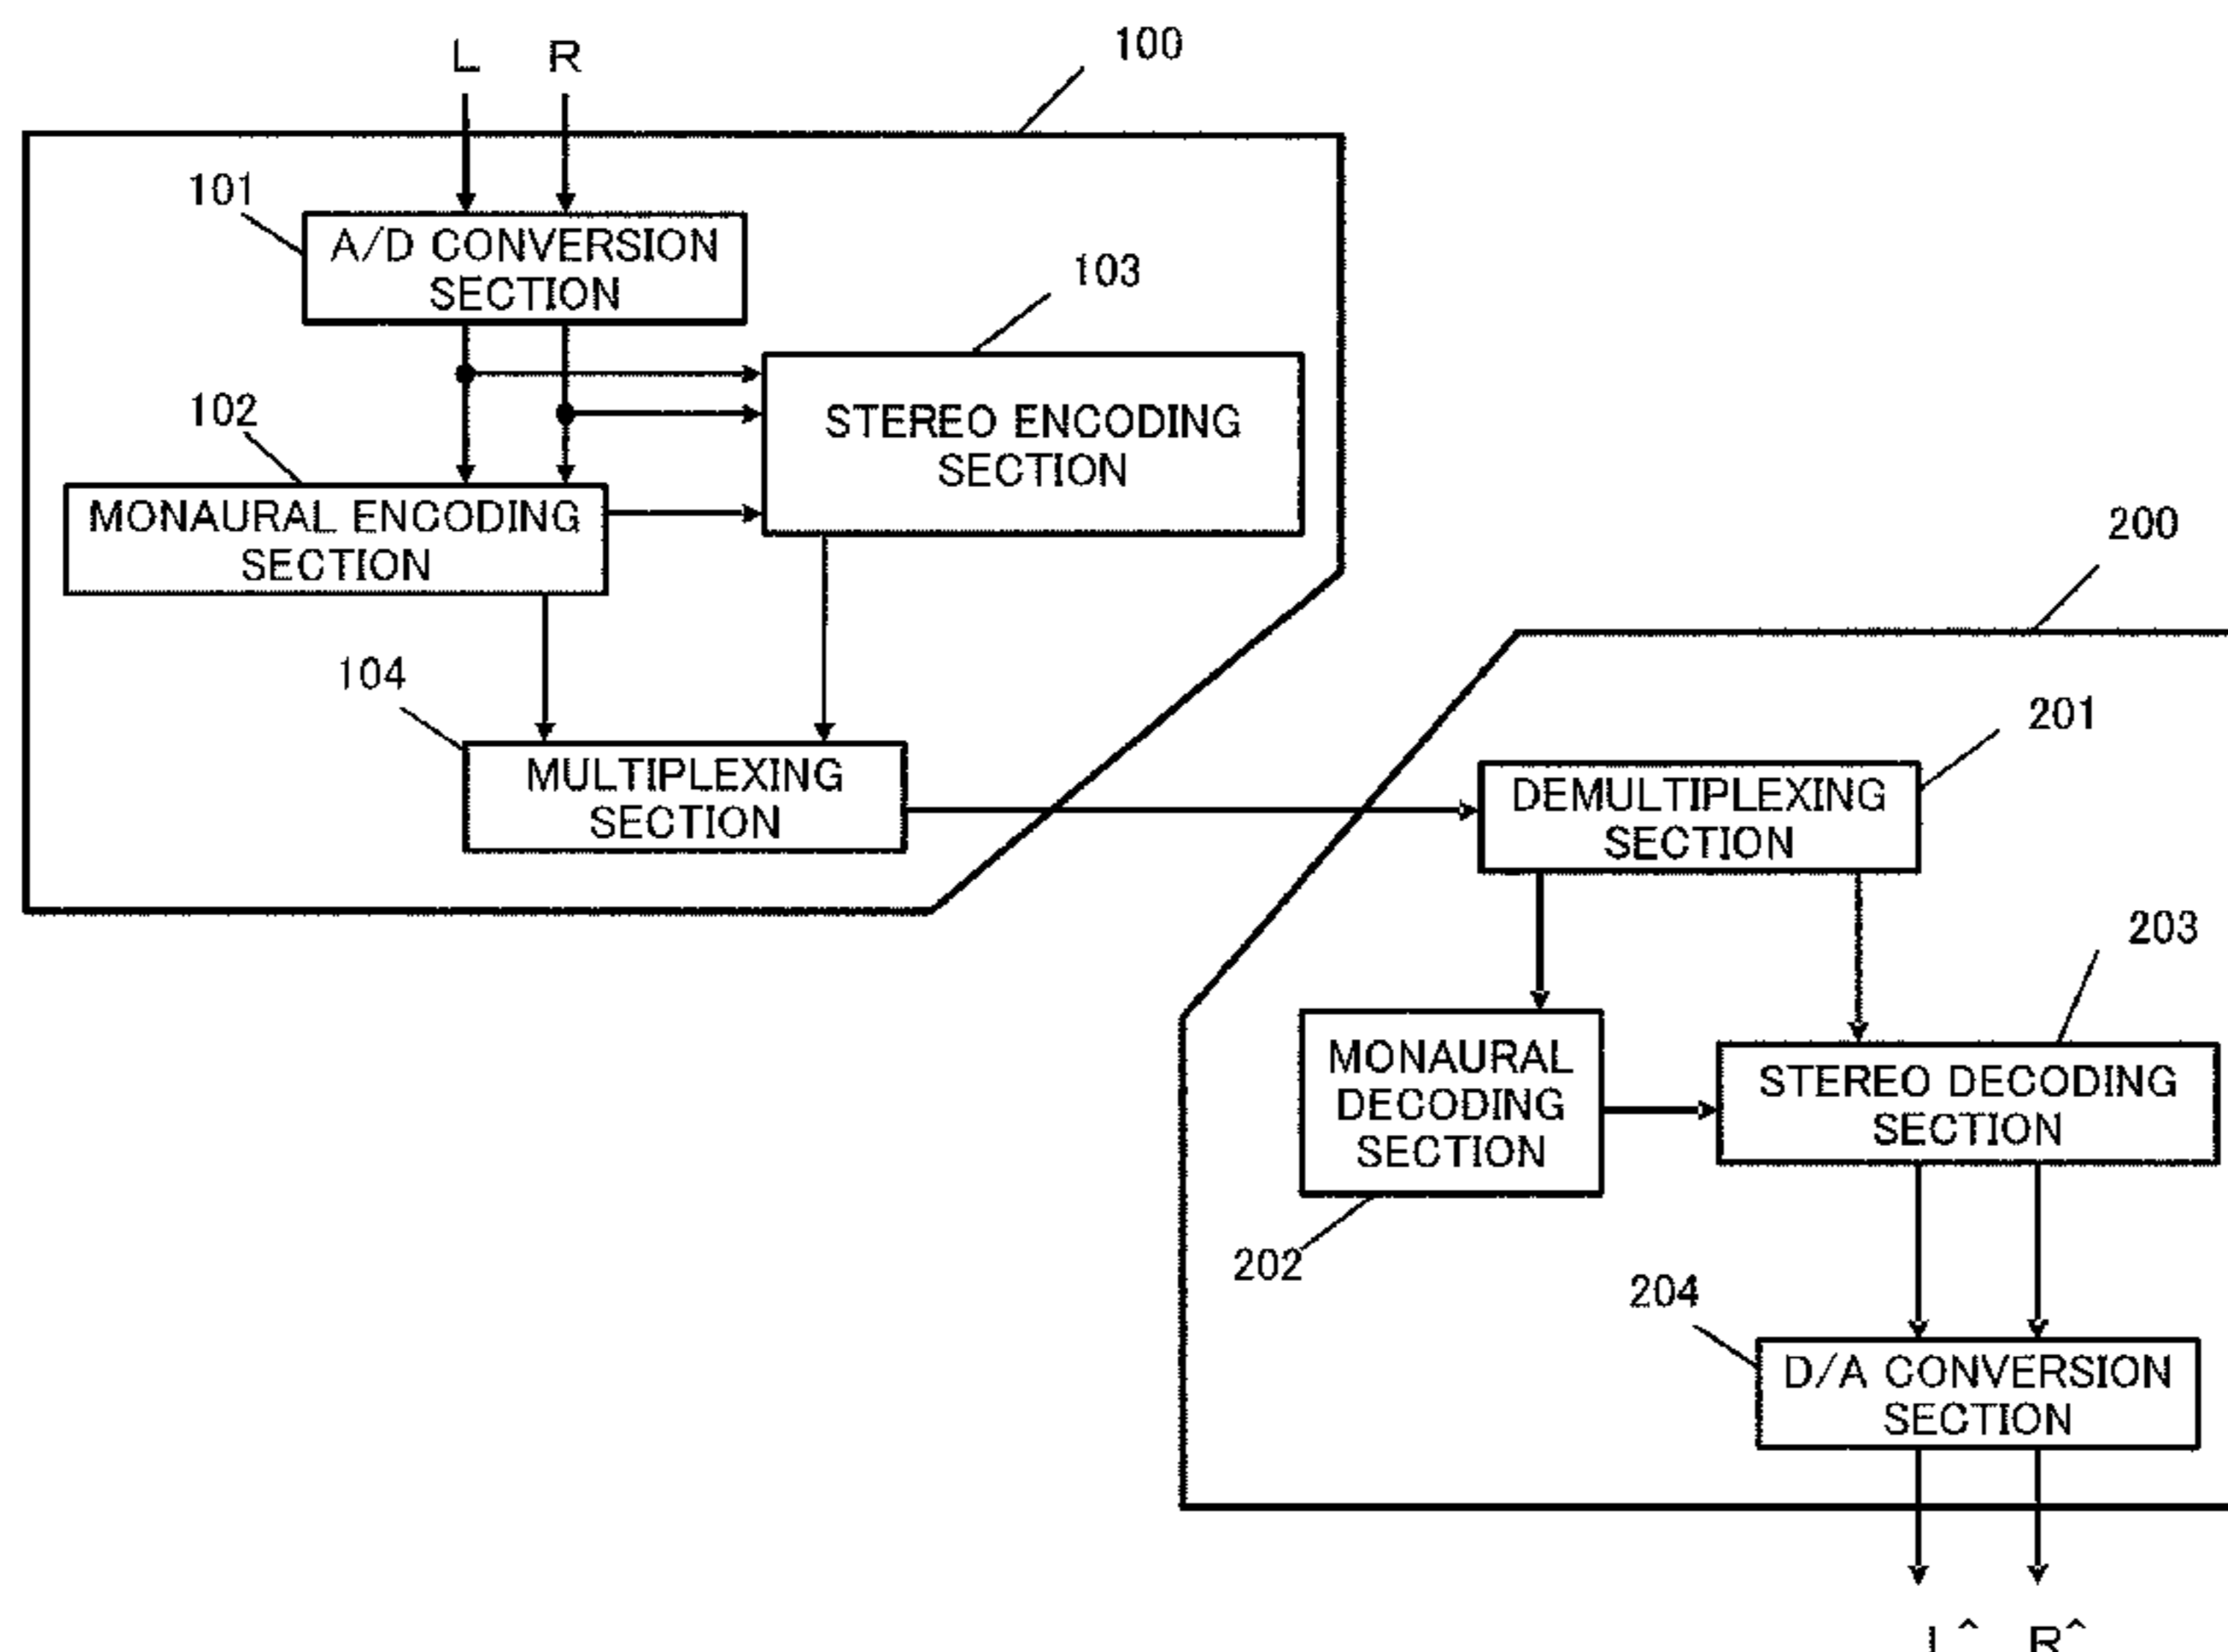 L R
100
101
A/D CONVERSION
SECTION
103
STEREO ENCODING
SECTION
102
MONAURAL ENCODING
SECTION
104
MULTIPLEXING
SECTION
200
201
DEMULTIPLEXING
SECTION
203
MONAURAL
DECODING
SECTION
STEREO DECODING
SECTION
202
204
D/A CONVERSION
SECTION
L^ R^